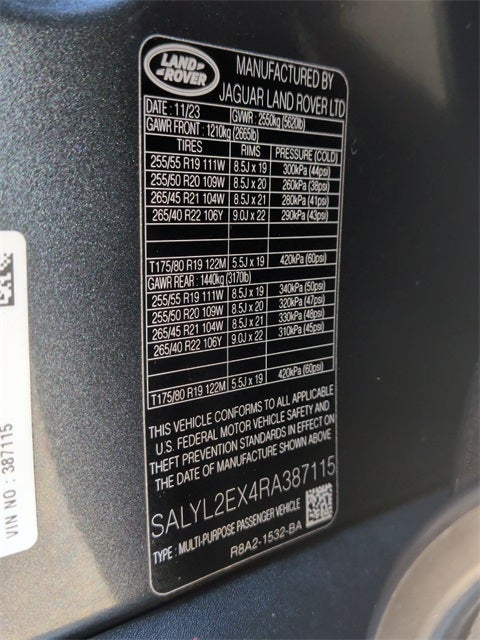 LAND ROVER
MANUFACTURED BY
JAGUAR LAND ROVER LTD
DATE : 11/23 GVWR : 2550kg (5620lb)
GAWR FRONT : 1210kg (2665lb)
TIRES RIMS PRESSURE (COLD)
255/55 R19 111W 8.5J x 19 300kPa (44psi)
255/50 R20 109W 8.5J x 20 260kPa (38psi)
265/45 R21 104W 8.5J x 21 280kPa (41psi)
265/40 R22 106Y 9.0J x 22 290kPa (43psi)
T175/80 R19 122M 5.5J x 19 420kPa (60psi)
GAWR REAR : 1440kg (3170lb)
255/55 R19 111W 8.5J x 19 340kPa (50psi)
255/50 R20 109W 8.5J x 20 320kPa (47psi)
265/45 R21 104W 8.5J x 21 330kPa (48psi)
265/40 R22 106Y 9.0J x 22 310kPa (45psi)
T175/80 R19 122M 5.5J x 19 420kPa (60psi)
THIS VEHICLE CONFORMS TO ALL APPLICABLE
U.S. FEDERAL MOTOR VEHICLE SAFETY AND
THEFT PREVENTION STANDARDS IN EFFECT ON
THE DATE OF MANUFACTURE SHOWN ABOVE
SALYL2EX4RA387115
TYPE : MULTI-PURPOSE PASSENGER VEHICLE
R8A2-1532-BA
VIN NO : 387115